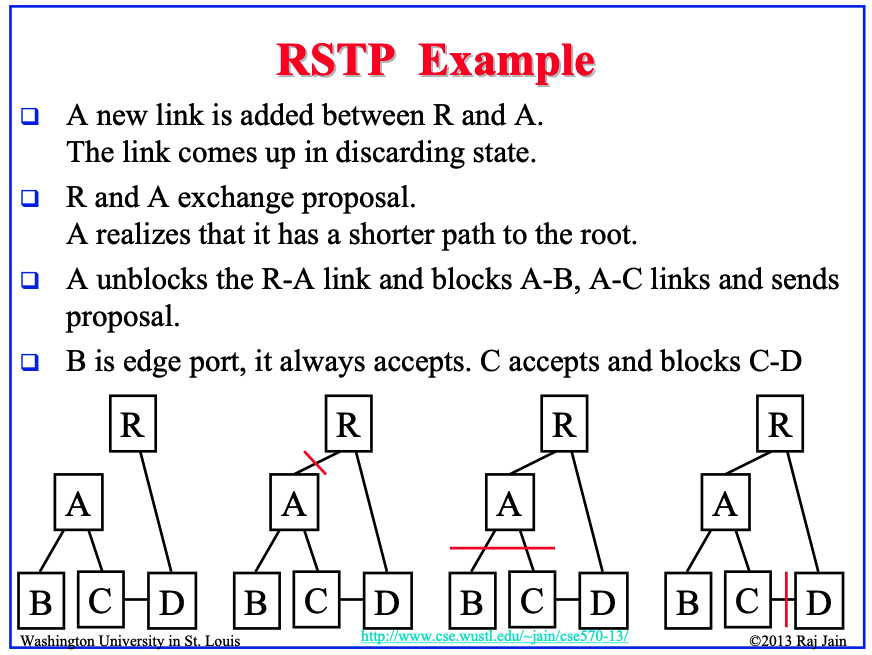 RSTP Example
A new link is added between R and A.
The link comes up in discarding state.
R and A exchange proposal.
A realizes that it has a shorter path to the root.
A unblocks the R-A link and blocks A-B, A-C links and sends
proposal.
B is edge port, it always accepts. C accepts and blocks C-D
R R R R
A A A A
B C D B C D B C D B C D
Washington University in St. Louis http://www.cse.wustl.edu/~jain/cse570-13/ ©2013 Raj Jain